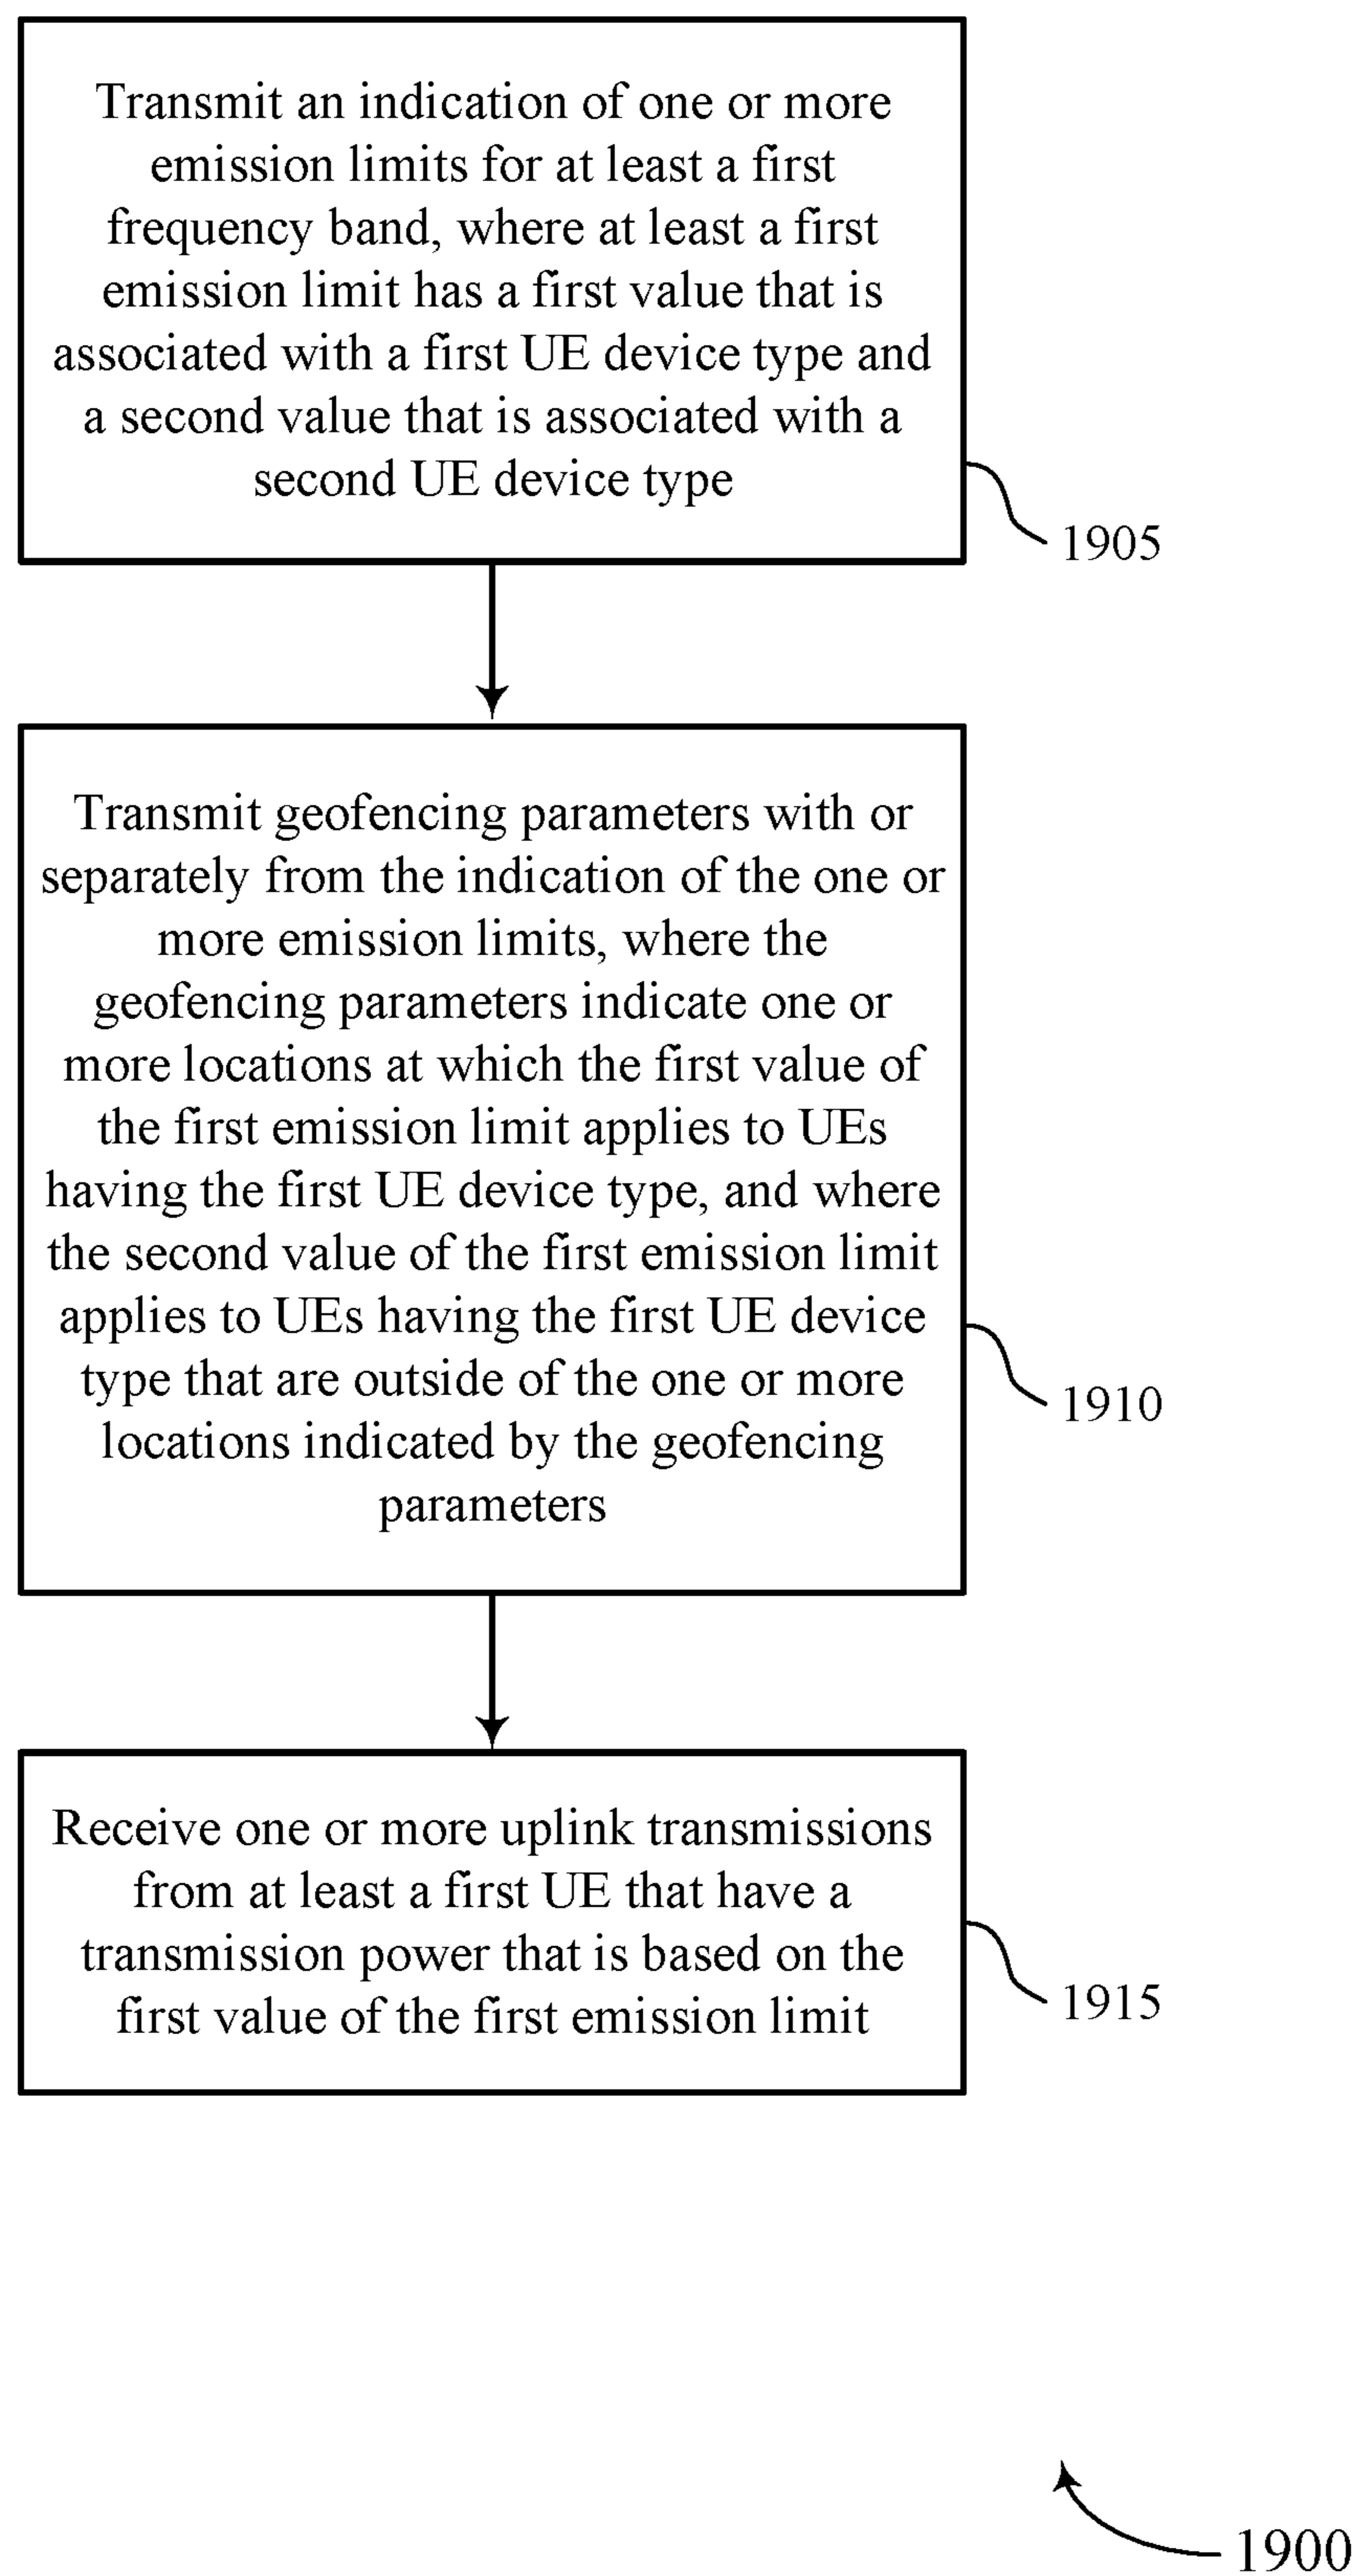 Transmit an indication of one or more
emission limits for at least a first
frequency band, where at least a first
emission limit has a first value that is
associated with a first UE device type and
a second value that is associated with a
second UE device type
1905
Transmit geofencing parameters with or
separately from the indication of the one or
more emission limits, where the
geofencing parameters indicate one or
more locations at which the first value of
the first emission limit applies to UEs
having the first UE device type, and where
the second value of the first emission limit
applies to UEs having the first UE device
type that are outside of the one or more
locations indicated by the geofencing
parameters
1910
Receive one or more uplink transmissions
from at least a first UE that have a
transmission power that is based on the
first value of the first emission limit
1915
1900